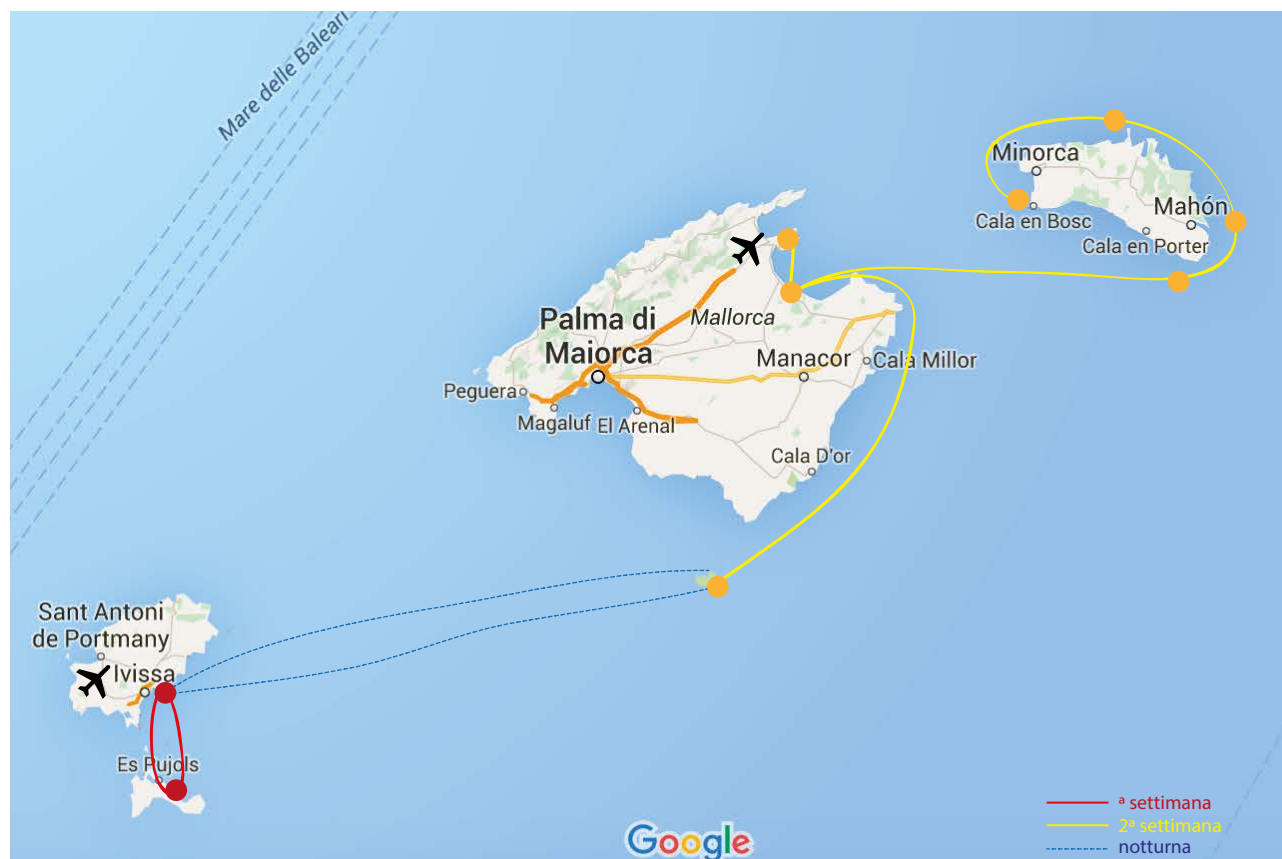 Mare delle Baleari
Minorca
Cala en Bosc
Mahón
Cala en Porter
Palma di
Maiorca
Mallorca
Manacor
Cala Millor
Peguera
Magaluf
El Arenal
Cala D'or
Sant Antoni
de Portmany
Ivissa
Es Pujols
ª settimana
2ª settimana
notturna
Google